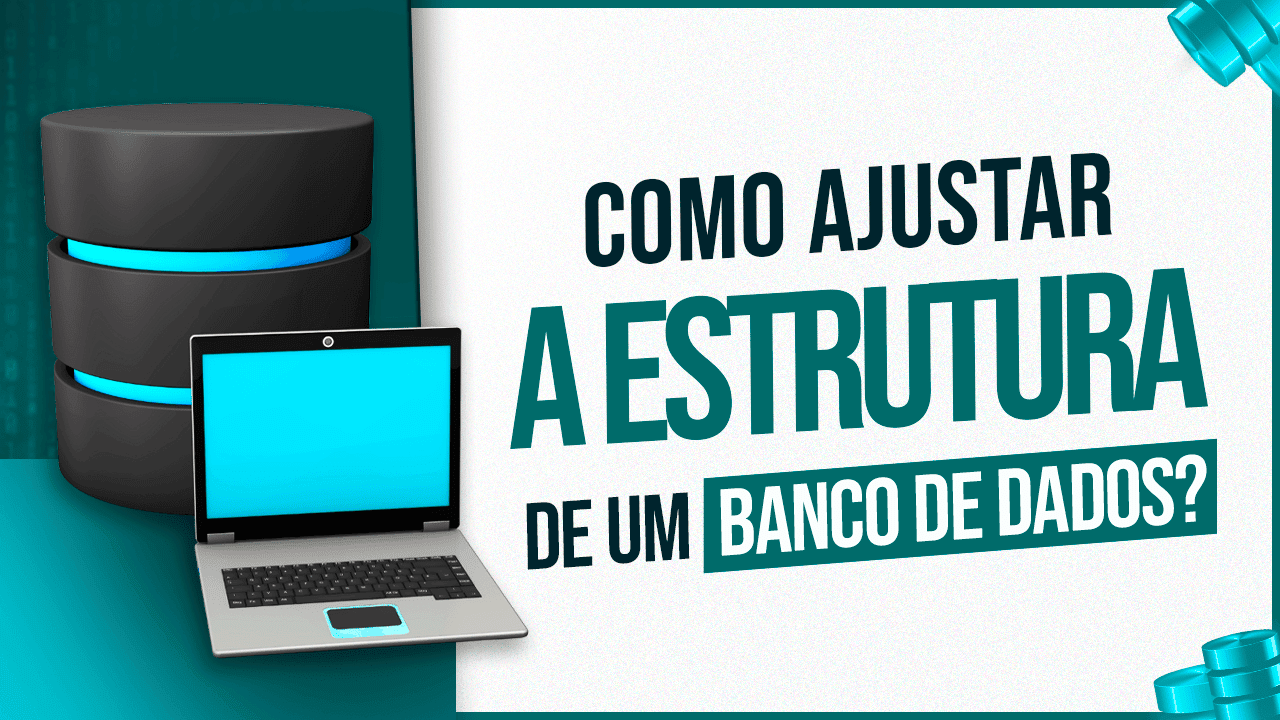 COMO AJUSTAR
A ESTRUTURA
DE UM BANCO DE DADOS?